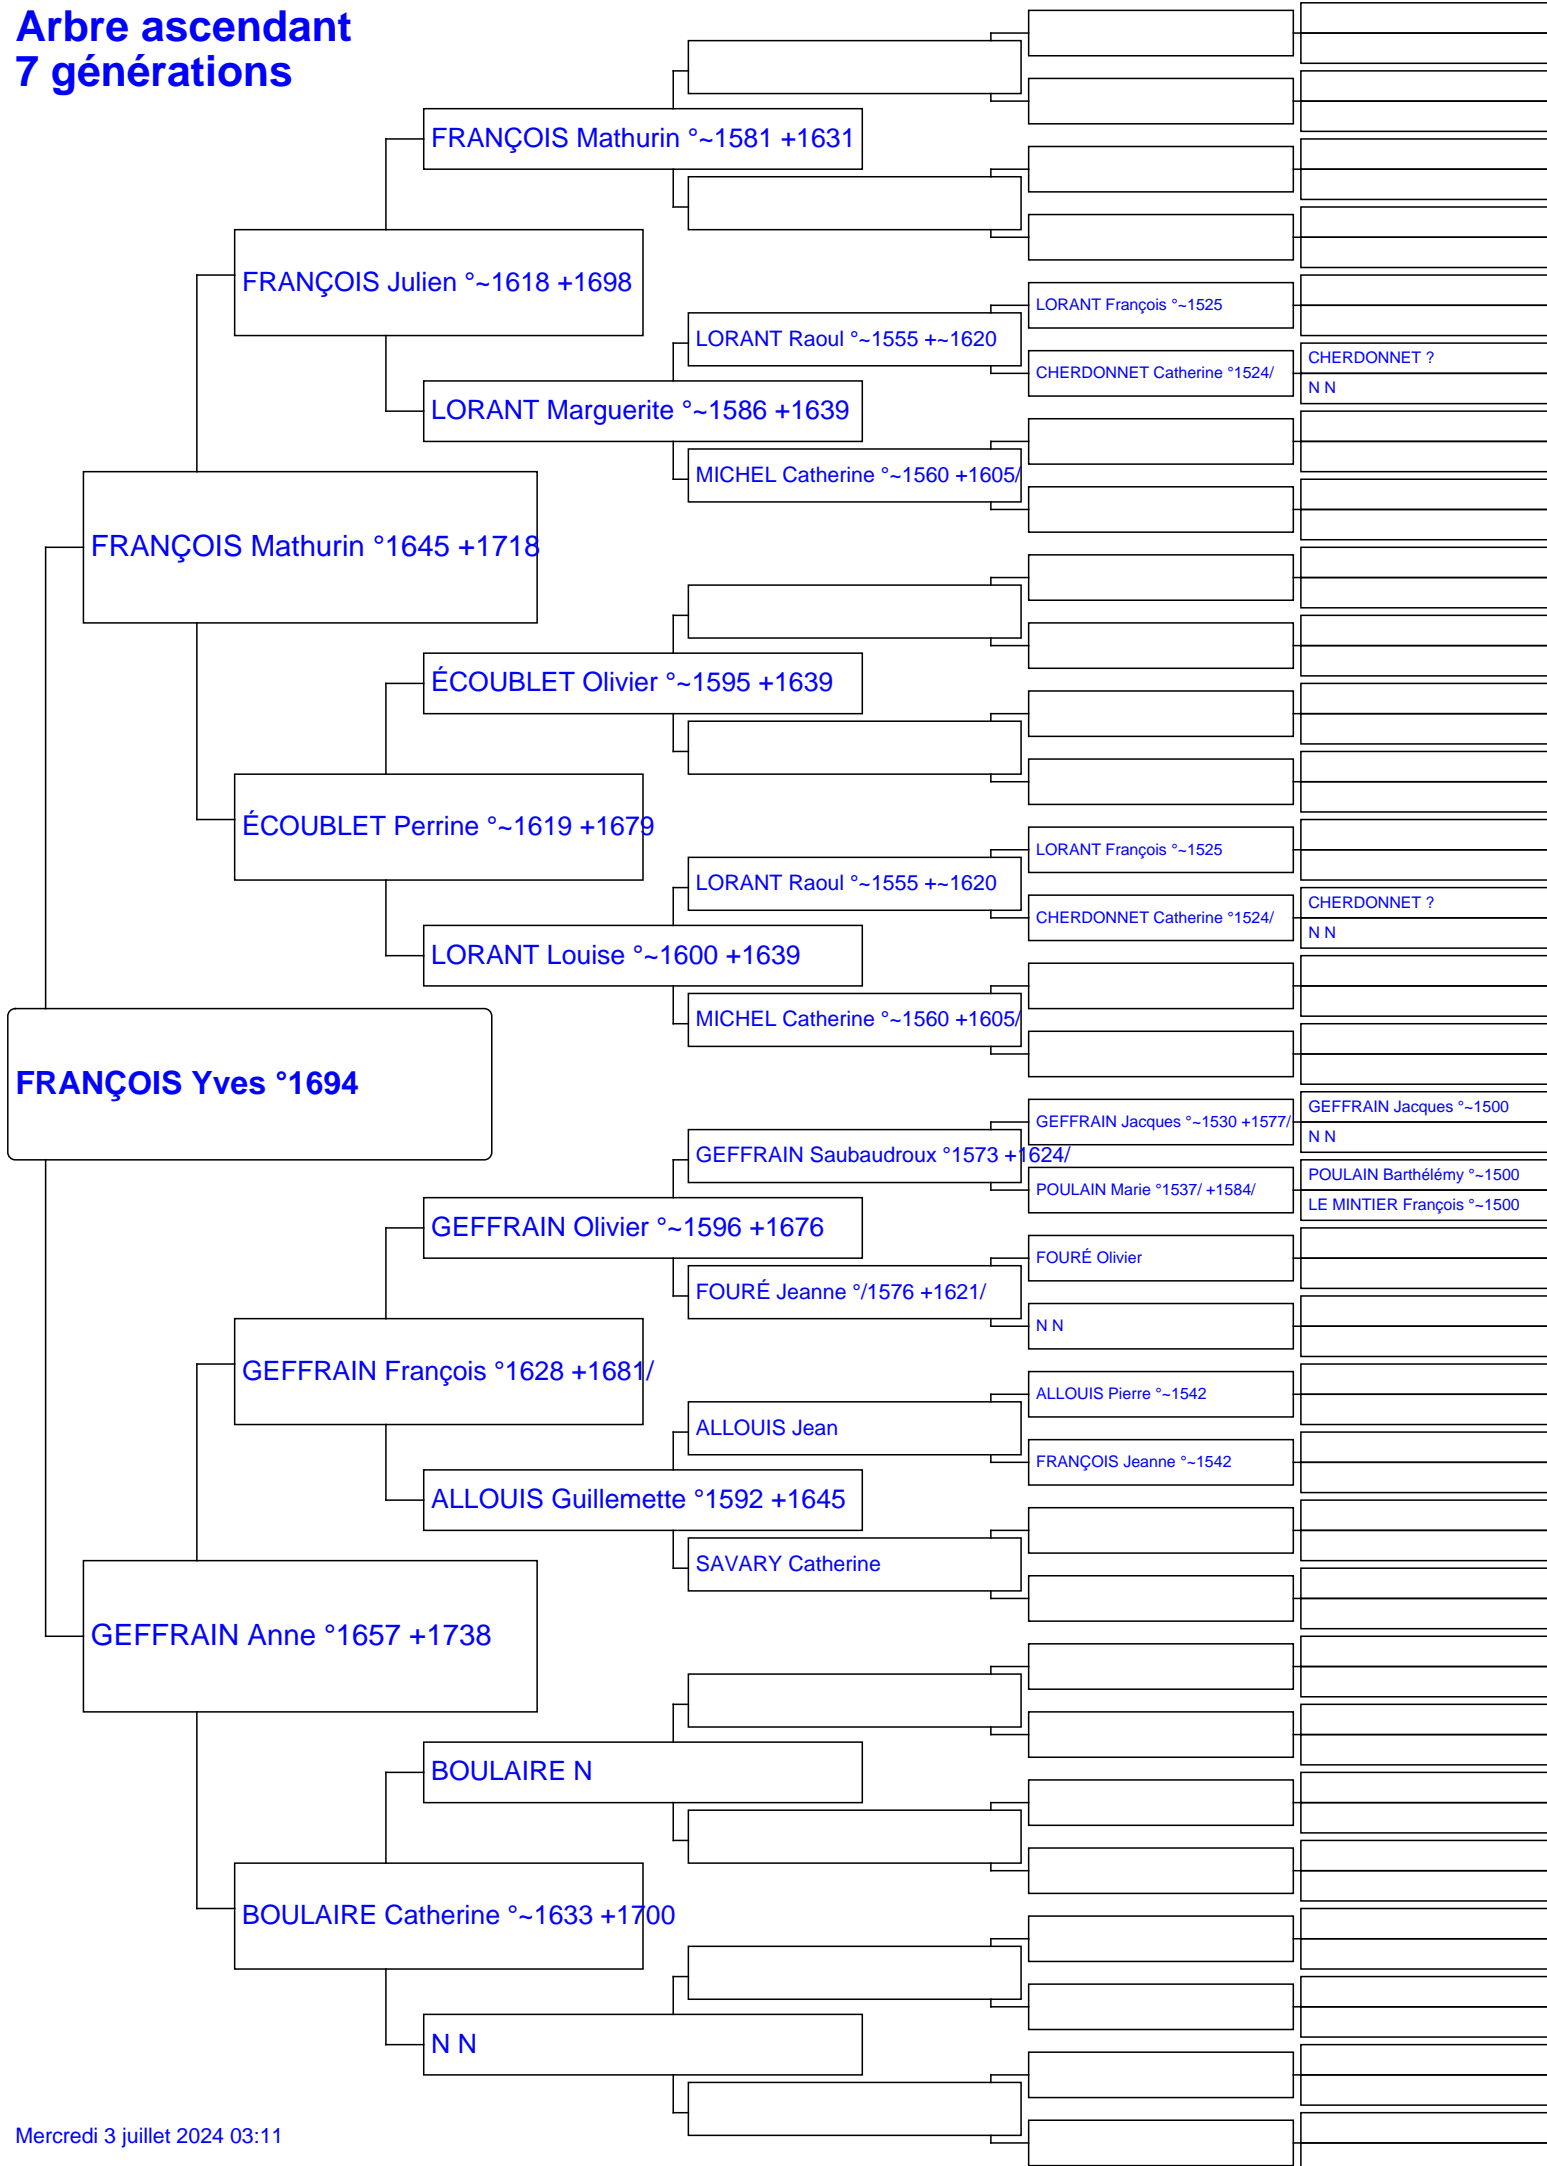 Arbre ascendant
7 générations
FRANÇOIS Mathurin °~1581 +1631
FRANÇOIS Julien °~1618 +1698
LORANT François °~1525
LORANT Raoul °~1555 +~1620
CHERDONNET ?
CHERDONNET Catherine °1524/
N N
LORANT Marguerite °~1586 +1639
MICHEL Catherine °~1560 +1605/
FRANÇOIS Mathurin °1645 +1718
ÉCOUBLET Olivier °~1595 +1639
ÉCOUBLET Perrine °~1619 +1679
LORANT François °~1525
LORANT Raoul °~1555 +~1620
CHERDONNET ?
CHERDONNET Catherine °1524/
N N
LORANT Louise °~1600 +1639
MICHEL Catherine °~1560 +1605/
FRANÇOIS Yves °1694
GEFFRAIN Jacques °~1500
GEFFRAIN Jacques °~1530 +1577/
N N
GEFFRAIN Saubaudroux °1573 +1624/
POULAIN Barthélémy °~1500
POULAIN Marie °1537/ +1584/
LE MINTIER François °~1500
GEFFRAIN Olivier °~1596 +1676
FOURÉ Olivier
FOURÉ Jeanne °/1576 +1621/
N N
GEFFRAIN François °1628 +1681/
ALLOUIS Pierre °~1542
ALLOUIS Jean
FRANÇOIS Jeanne °~1542
ALLOUIS Guillemette °1592 +1645
SAVARY Catherine
GEFFRAIN Anne °1657 +1738
BOULAIRE N
BOULAIRE Catherine °~1633 +1700
N N
Mercredi 3 juillet 2024 03:11